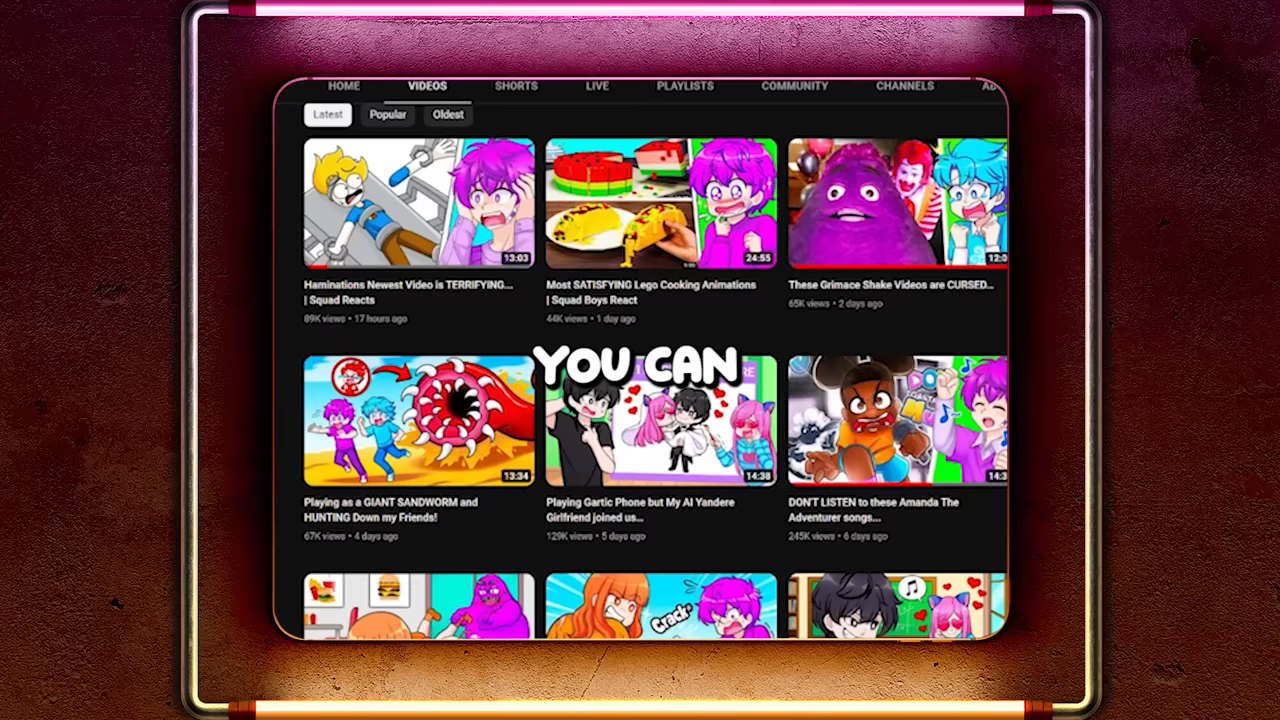 HOME VIDEOS SHORTS LIVE PLAYLISTS COMMUNITY CHANNELS
Latest Popular Oldest
13:03
24:55
Haminations Newest Video is TERRIFYING...
| Squad Reacts
89K views • 17 hours ago
Most SATISFYING Lego Cooking Animations
| Squad Boys React
44K views • 1 day ago
These Grimace Shake Videos are CURSED...
65K views • 2 days ago
YOU CAN
13:34
14:38
Playing as a GIANT SANDWORM and
HUNTING Down my Friends!
67K views • 4 days ago
Playing Gartic Phone but My AI Yandere
Girlfriend joined us...
129K views • 5 days ago
DON'T LISTEN to these Amanda The
Adventurer songs...
245K views • 6 days ago
Crack